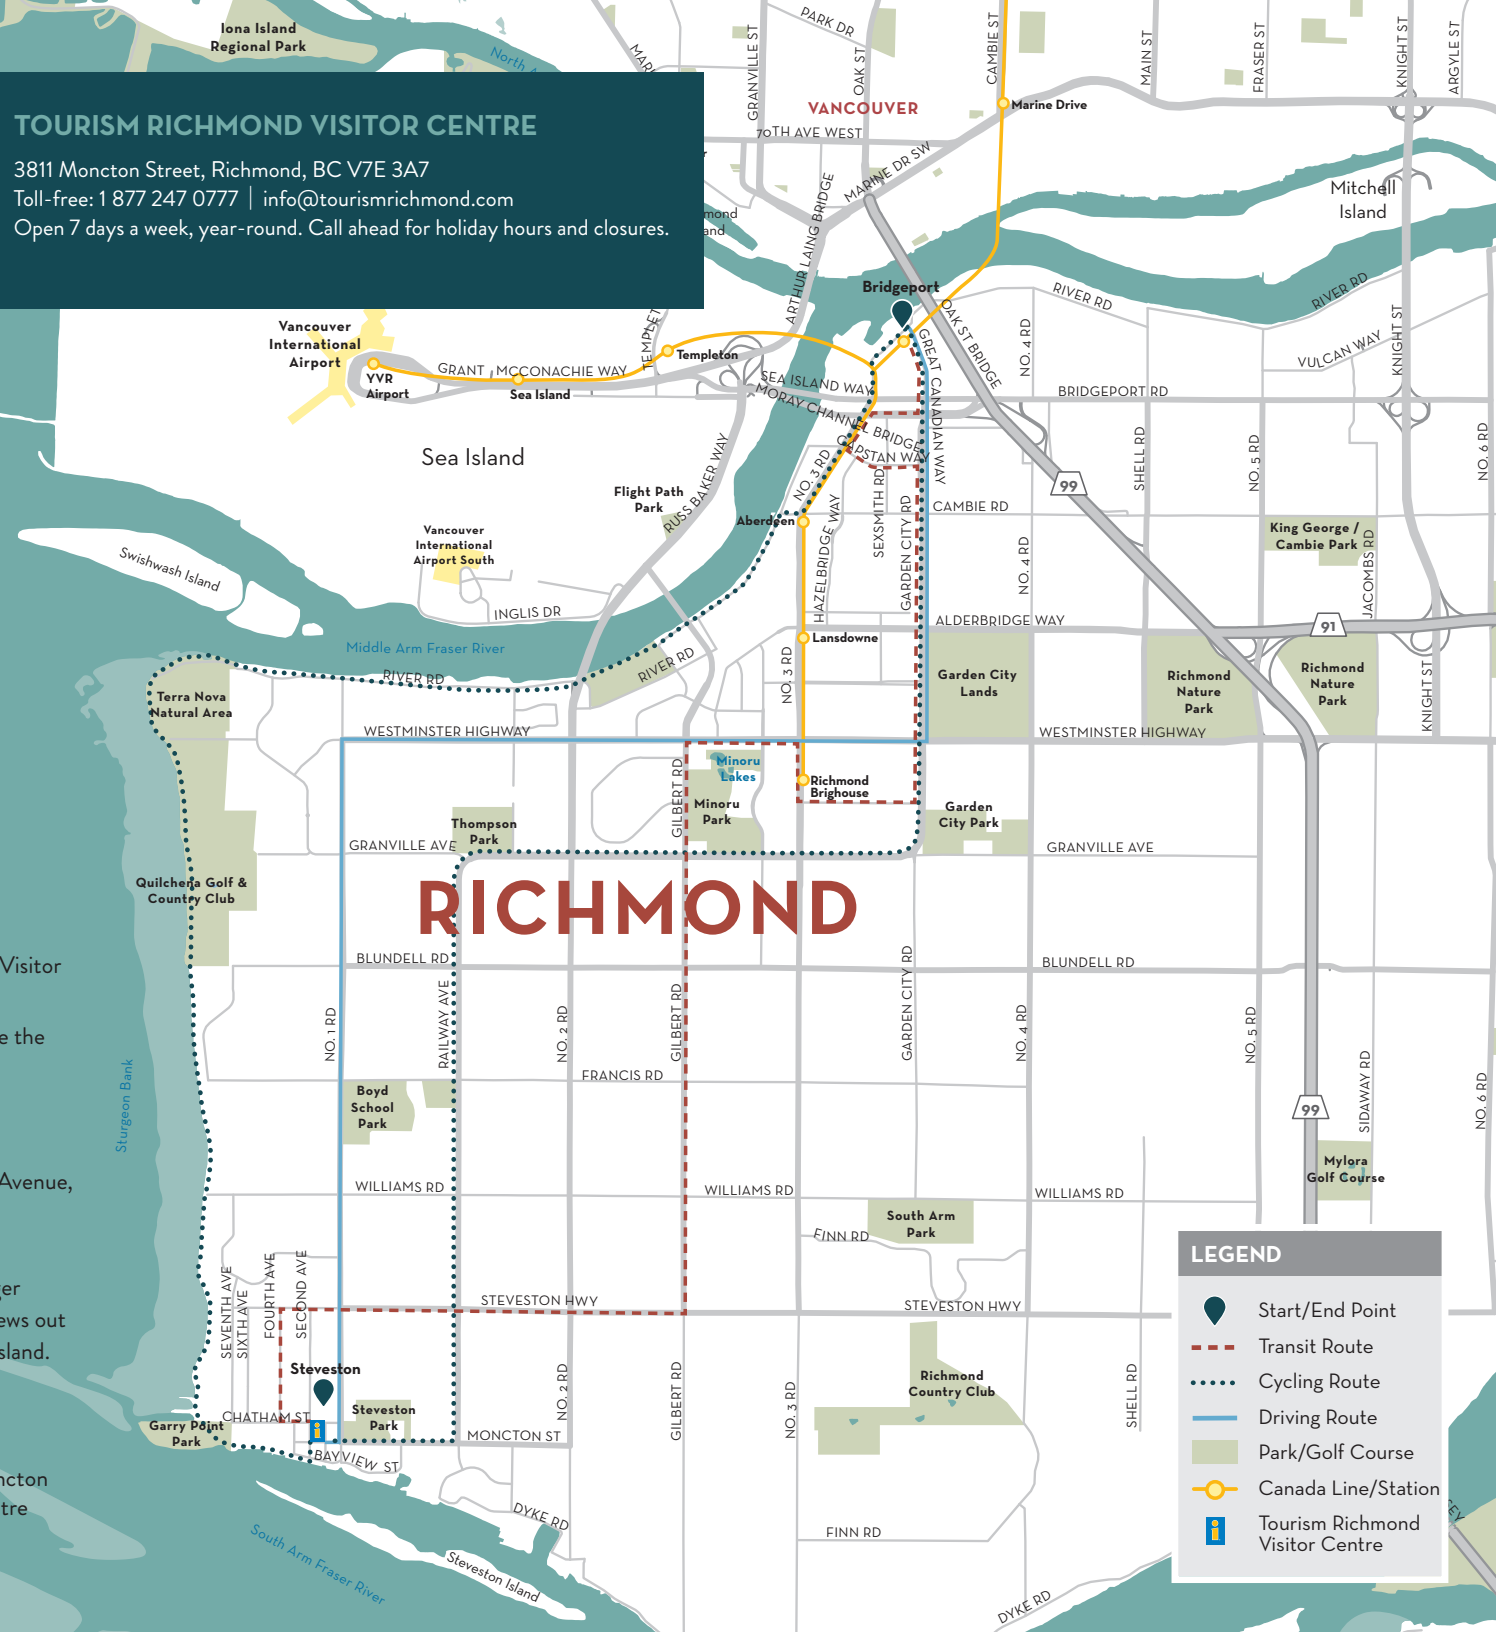 Iona Island
Regional Park
North A
MARI
GRANVILLE ST
PARK DR
OAK ST
CAMBIE ST
MAIN ST
FRASER ST
KNIGHT ST
ARGYLE ST
Marine Drive
VANCOUVER
70TH AVE WEST
MARINE DR SW
TOURISM RICHMOND VISITOR CENTRE
3811 Moncton Street, Richmond, BC V7E 3A7
Toll-free: 1 877 247 0777 | info@tourismrichmond.com
Open 7 days a week, year-round. Call ahead for holiday hours and closures.
mond
and
ARTHUR LAING BRIDGE
Mitchell
Island
Bridgeport
RIVER RD
RIVER RD
OAK ST BRIDGE
GREAT CANADIAN WAY
NO. 4 RD
VULCAN WAY
KNIGHT ST
Vancouver
International
Airport
YVR
Airport
GRANT MCCONACHIE WAY
Sea Island
TEMPLET
Templeton
SEA ISLAND WAY
MORAY CHANNEL BRIDGE
BRIDGEPORT RD
CAPSTAN WAY
Sea Island
NO. 3 RD
RUSS BAKER WAY
SHELL RD
NO. 5 RD
NO. 6 RD
99
Flight Path
Park
Aberdeen
HAZELBRIDGE WAY
SEXSMITH RD
GARDEN CITY RD
CAMBIE RD
NO. 4 RD
King George /
Cambie Park
JACOMBS RD
Vancouver
International
Airport South
Swishwash Island
INGLIS DR
ALDERBRIDGE WAY
91
Middle Arm Fraser River
Lansdowne
RIVER RD
RIVER RD
NO. 3 RD
Garden City
Lands
Richmond
Nature
Park
Richmond
Nature
Park
KNIGHT ST
Terra Nova
Natural Area
WESTMINSTER HIGHWAY
WESTMINSTER HIGHWAY
Minoru
Lakes
Richmond
Brighouse
GILBERT RD
Minoru
Park
Garden
City Park
Thompson
Park
GRANVILLE AVE
GRANVILLE AVE
Quilchena Golf &
Country Club
RICHMOND
Visitor
BLUNDELL RD
BLUNDELL RD
e the
NO. 1 RD
RAILWAY AVE
NO. 2 RD
GILBERT RD
GARDEN CITY RD
NO. 4 RD
NO. 5 RD
SIDAWAY RD
NO. 6 RD
Sturgeon Bank
FRANCIS RD
Boyd
School
Park
99
Avenue,
WILLIAMS RD
WILLIAMS RD
WILLIAMS RD
Mylora
Golf Course
South Arm
Park
FINN RD
ger
ews out
sland.
SEVENTH AVE
SIXTH AVE
FOURTH AVE
SECOND AVE
STEVESTON HWY
STEVESTON HWY
Steveston
NO. 2 RD
GILBERT RD
NO. 3 RD
Richmond
Country Club
SHELL RD
CHATHAM ST
Steveston
Park
Garry Point
Park
MONCTON ST
BAYVIEW ST
ncton
tre
DYKE RD
FINN RD
South Arm Fraser River
Steveston Island
DYKE RD
SEY
LEGEND
Start/End Point
Transit Route
Cycling Route
Driving Route
Park/Golf Course
Canada Line/Station
Tourism Richmond
Visitor Centre